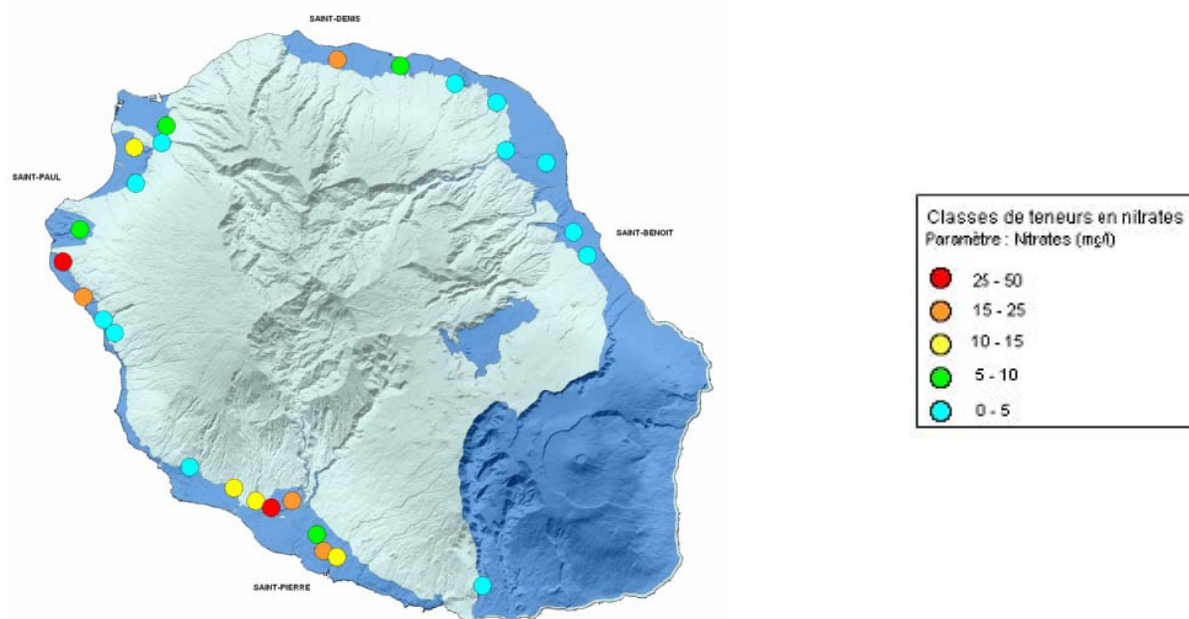 SAINT-DENIS
SAINT-PAUL
SAINT-BENOIT
SAINT-PIERRE
Classes de teneurs en nitrates
Paramètre : Nitrates (mg/l)
25 - 50
15 - 25
10 - 15
5 - 10
0 - 5